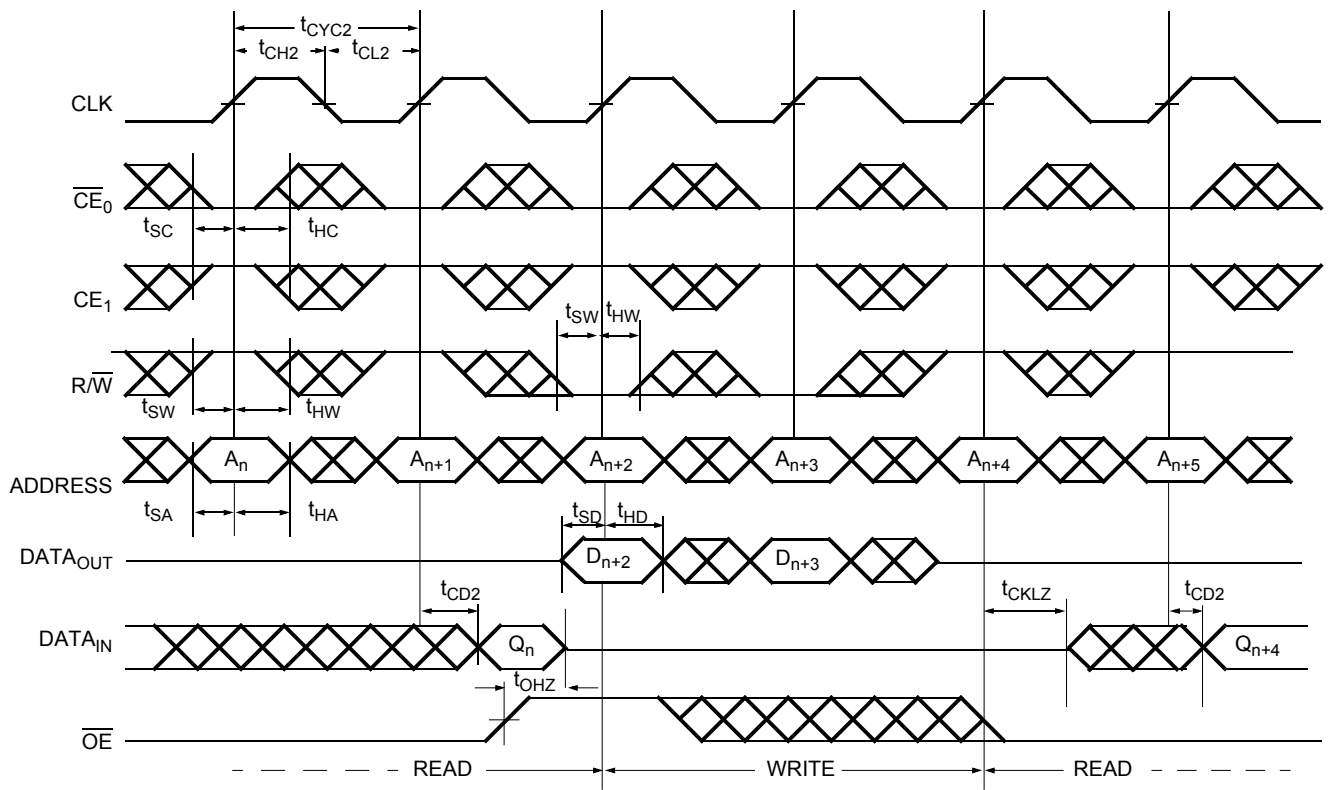 tCYC2
tCH2 tCL2
CLK
CE0
tSC tHC
CE1
tSW tHW
R/W
tSW tHW
An An+1 An+2 An+3 An+4 An+5
ADDRESS
tSA tHA
tSD tHD
DATAOUT
Dn+2 Dn+3
tCD2 tCKLZ tCD2
DATAIN
Qn Qn+4
tOHZ
OE
READ WRITE READ